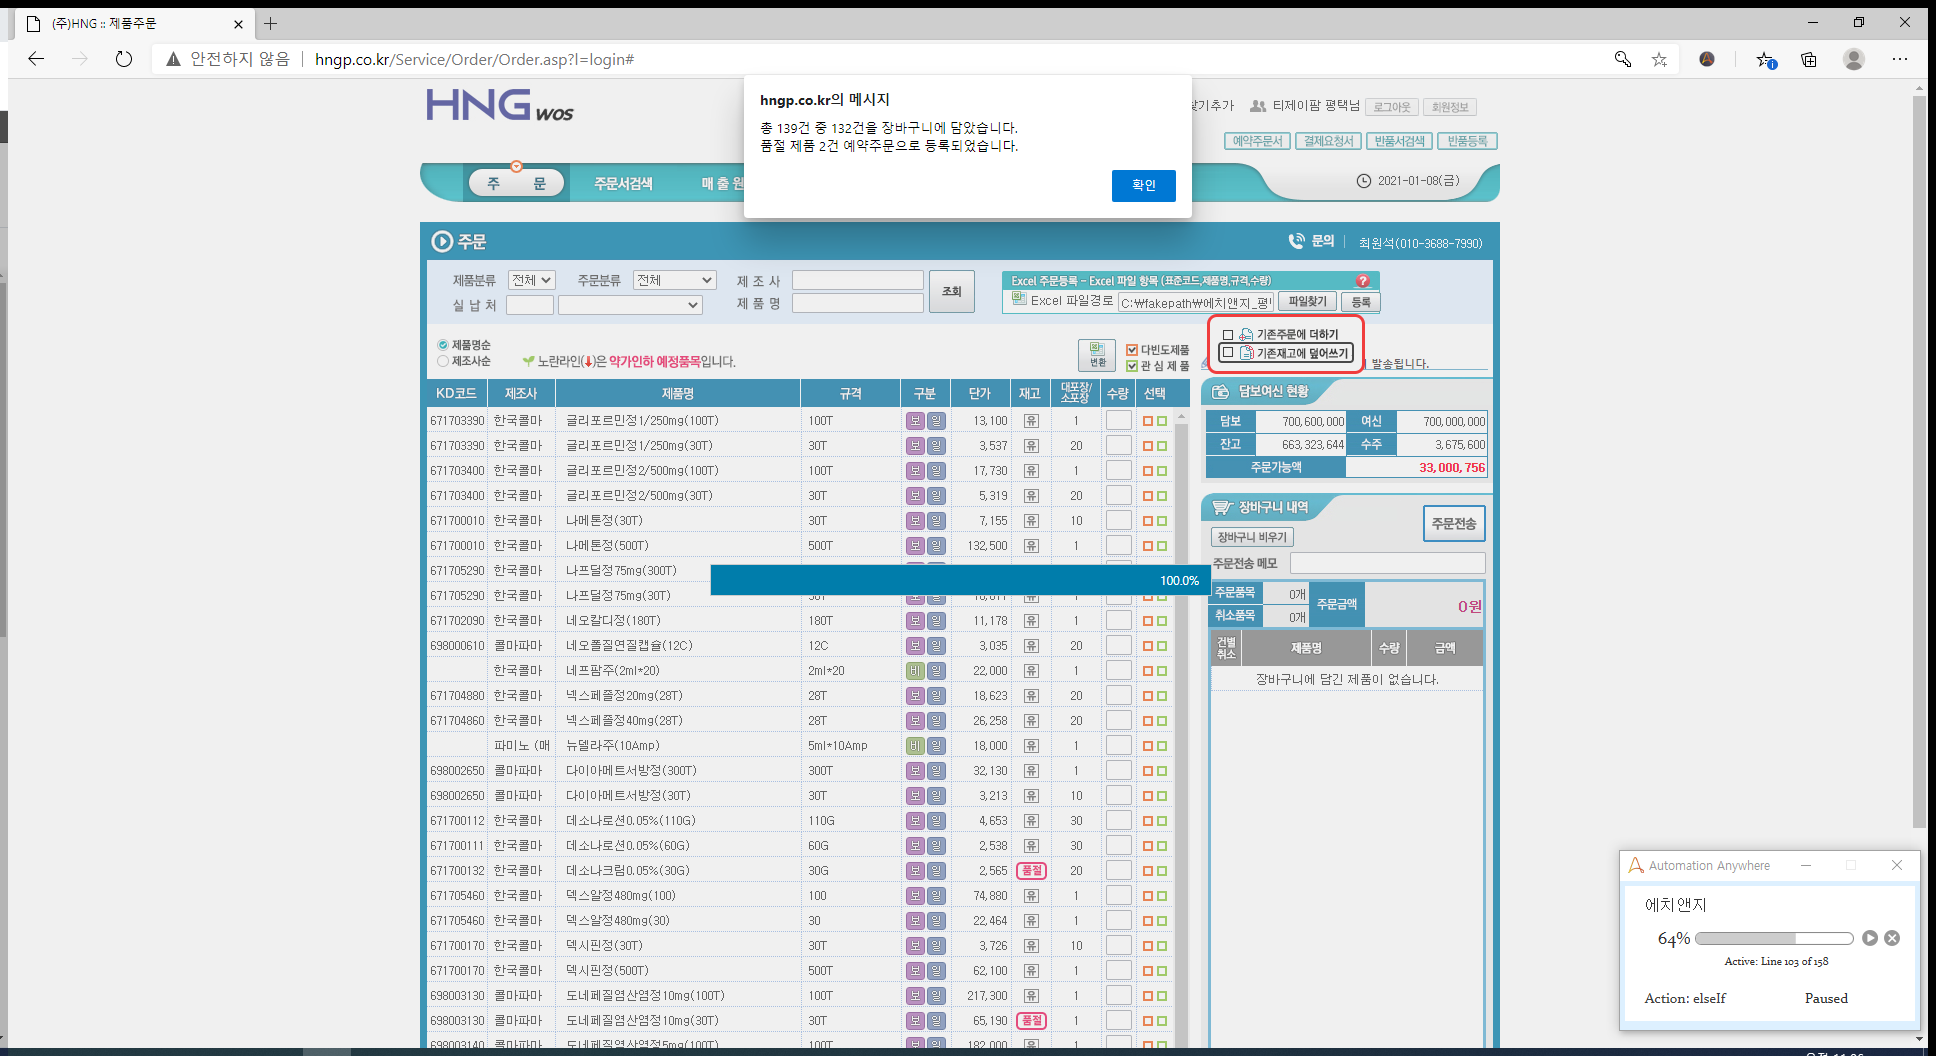 (주)HNG :: 제품주문
안전하지 않음
hngp.co.kr/Service/Order/Order.asp?l=login#
hngp.co.kr의 메시지
총 139건 중 132건을 장바구니에 담았습니다.
품절 제품 2건 예약주문으로 등록되었습니다.
확인
HNG wos
찾기추가 티제이팜 평택님 로그아웃 회원정보
예약주문서 결제요청서 반품서검색 반품등록
주 문 주문서검색 매 출 원
2021-01-08(금)
주문
문의 최원석(010-3688-7990)
제품분류 전체 주문분류 전체 제 조 사
실 납 처 제 품 명
조회
Excel 주문등록 - Excel 파일 항목 (표준코드,제품명,규격,수량) ?
Excel 파일경로 C:₩fakepath₩에치앤지_평 파일찾기 등록
기존주문에 더하기
기존재고에 덮어쓰기
발송됩니다.
제품명순
제조사순
노란라인(↓)은 약가인하 예정품목입니다.
변환
다빈도제품
관 심 제 품
KD코드 제조사 제품명 규격 구분 단가 재고 대포장/소포장 수량 선택
671703390 한국콜마 글리포르민정1/250mg(100T) 100T 보 일 13,100 유 1
671703390 한국콜마 글리포르민정1/250mg(30T) 30T 보 일 3,537 유 20
671703400 한국콜마 글리포르민정2/500mg(100T) 100T 보 일 17,730 유 1
671703400 한국콜마 글리포르민정2/500mg(30T) 30T 보 일 5,319 유 20
671700010 한국콜마 나메톤정(30T) 30T 보 일 7,155 유 10
671700010 한국콜마 나메톤정(500T) 500T 보 일 132,500 유 1
671705290 한국콜마 나프덜정75mg(300T)
100.0%
671705290 한국콜마 나프덜정75mg(30T) 1
671702090 한국콜마 네오칼디정(180T) 180T 보 일 11,178 유 1
698000610 콜마파마 네오폴질연질캡슐(12C) 12C 보 일 3,035 유 20
한국콜마 네프팜주(2ml*20) 2ml*20 비 일 22,000 유 1
671704880 한국콜마 넥스페플정20mg(28T) 28T 보 일 18,623 유 20
671704860 한국콜마 넥스페플정40mg(28T) 28T 보 일 26,258 유 20
파미노 (매 뉴델라주(10Amp) 5ml*10Amp 비 일 18,000 유 1
698002650 콜마파마 다이아메트서방정(300T) 300T 보 일 32,130 유 1
698002650 콜마파마 다이아메트서방정(30T) 30T 보 일 3,213 유 10
671700112 한국콜마 데소나로션0.05%(110G) 110G 보 일 4,653 유 30
671700111 한국콜마 데소나로션0.05%(60G) 60G 보 일 2,538 유 30
671700132 한국콜마 데소나크림0.05%(30G) 30G 보 일 2,565 품절 20
671705460 한국콜마 덱스알정480mg(100) 100 보 일 74,880 유 1
671705460 한국콜마 덱스알정480mg(30) 30 보 일 22,464 유 1
671700170 한국콜마 덱시핀정(30T) 30T 보 일 3,726 유 10
671700170 한국콜마 덱시핀정(500T) 500T 보 일 62,100 유 1
698003130 콜마파마 도네페질염산염정10mg(100T) 100T 보 일 217,300 유 1
698003130 콜마파마 도네페질염산염정10mg(30T) 30T 보 일 65,190 품절 1
698003140 콜마파마 도네페질염산염정5mg(100T) 100T 보 일 182,000 유 1
담보여신 현황
담보 700,600,000 여신 700,000,000
잔고 663,323,644 수주 3,675,600
주문가능액 33,000,756
장바구니 내역
장바구니 비우기
주문전송
주문전송 메모
주문품목 0개 주문금액 0원
취소품목 0개
건별취소 제품명 수량 금액
장바구니에 담긴 제품이 없습니다.
Automation Anywhere
에치앤지
64%
Active: Line 103 of 158
Action: elseIf Paused